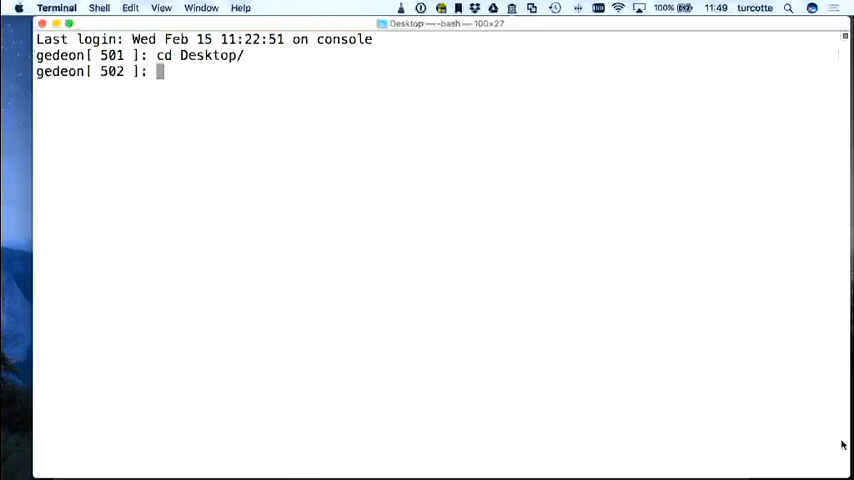 Terminal Shell Edit View Window Help 100% 11:49 turcotte
Desktop — -bash — 100×27
Last login: Wed Feb 15 11:22:51 on console
gedeon[ 501 ]: cd Desktop/
gedeon[ 502 ]: